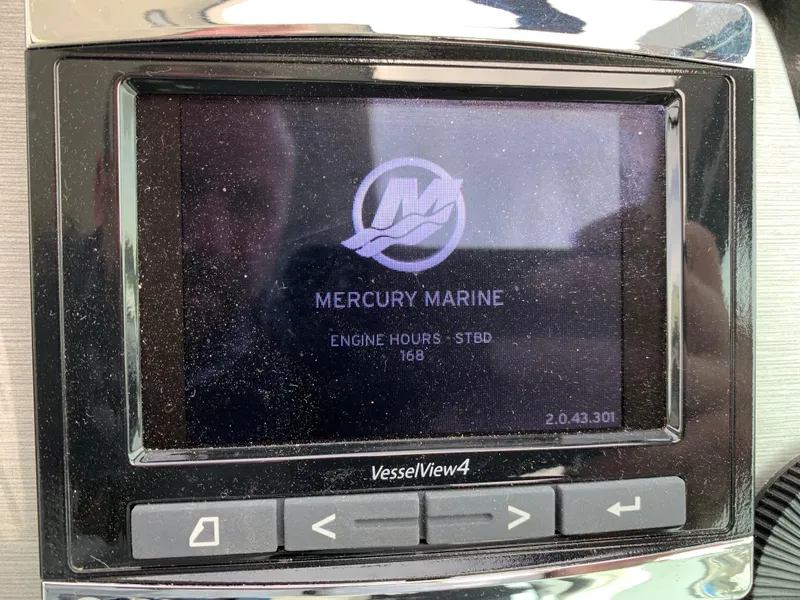 MERCURY MARINE
ENGINE HOURS - STBD
168
2.0.43.301
VesselView4